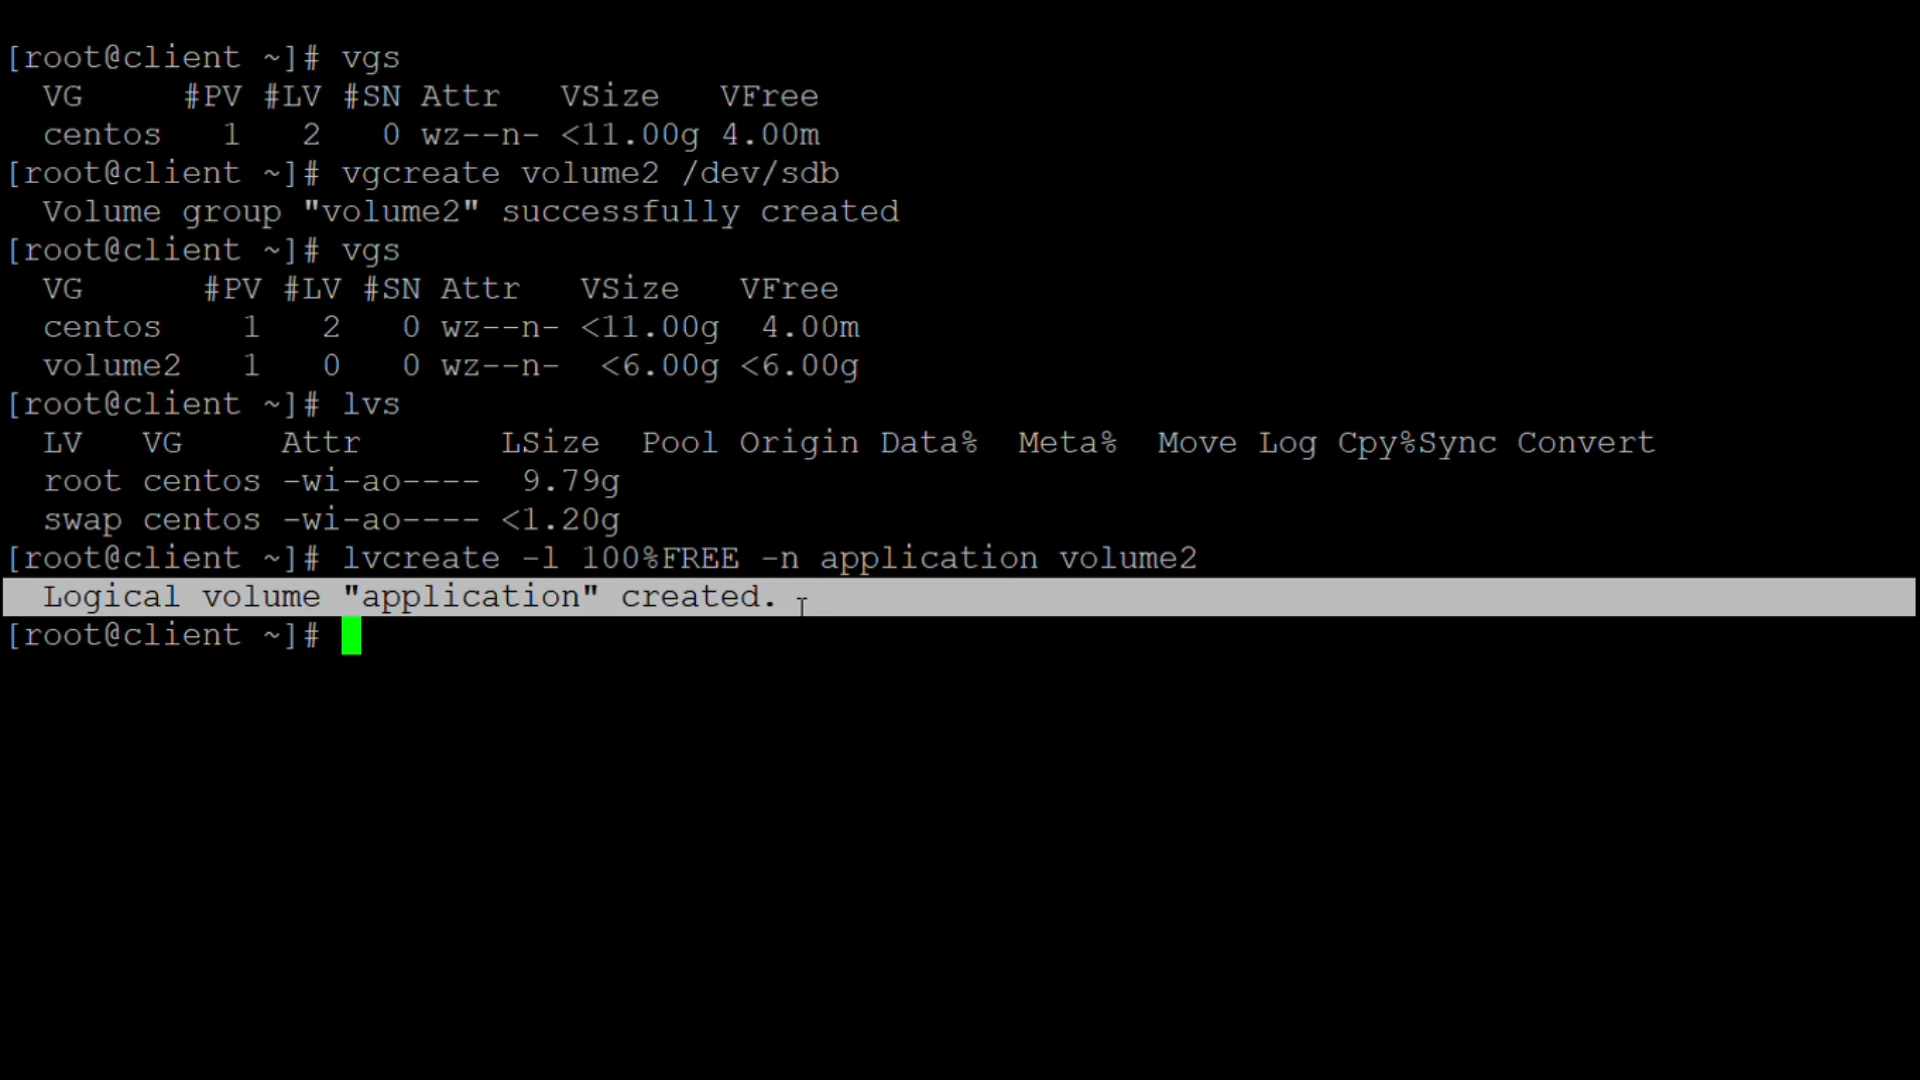 [root@client ~]# vgs
  VG     #PV #LV #SN Attr   VSize   VFree
  centos   1   2   0 wz--n- <11.00g 4.00m
[root@client ~]# vgcreate volume2 /dev/sdb
  Volume group "volume2" successfully created
[root@client ~]# vgs
  VG      #PV #LV #SN Attr   VSize   VFree
  centos    1   2   0 wz--n- <11.00g  4.00m
  volume2   1   0   0 wz--n-  <6.00g <6.00g
[root@client ~]# lvs
  LV   VG     Attr       LSize  Pool Origin Data%  Meta%  Move Log Cpy%Sync Convert
  root centos -wi-ao----  9.79g
  swap centos -wi-ao---- <1.20g
[root@client ~]# lvcreate -l 100%FREE -n application volume2
  Logical volume "application" created.
[root@client ~]#